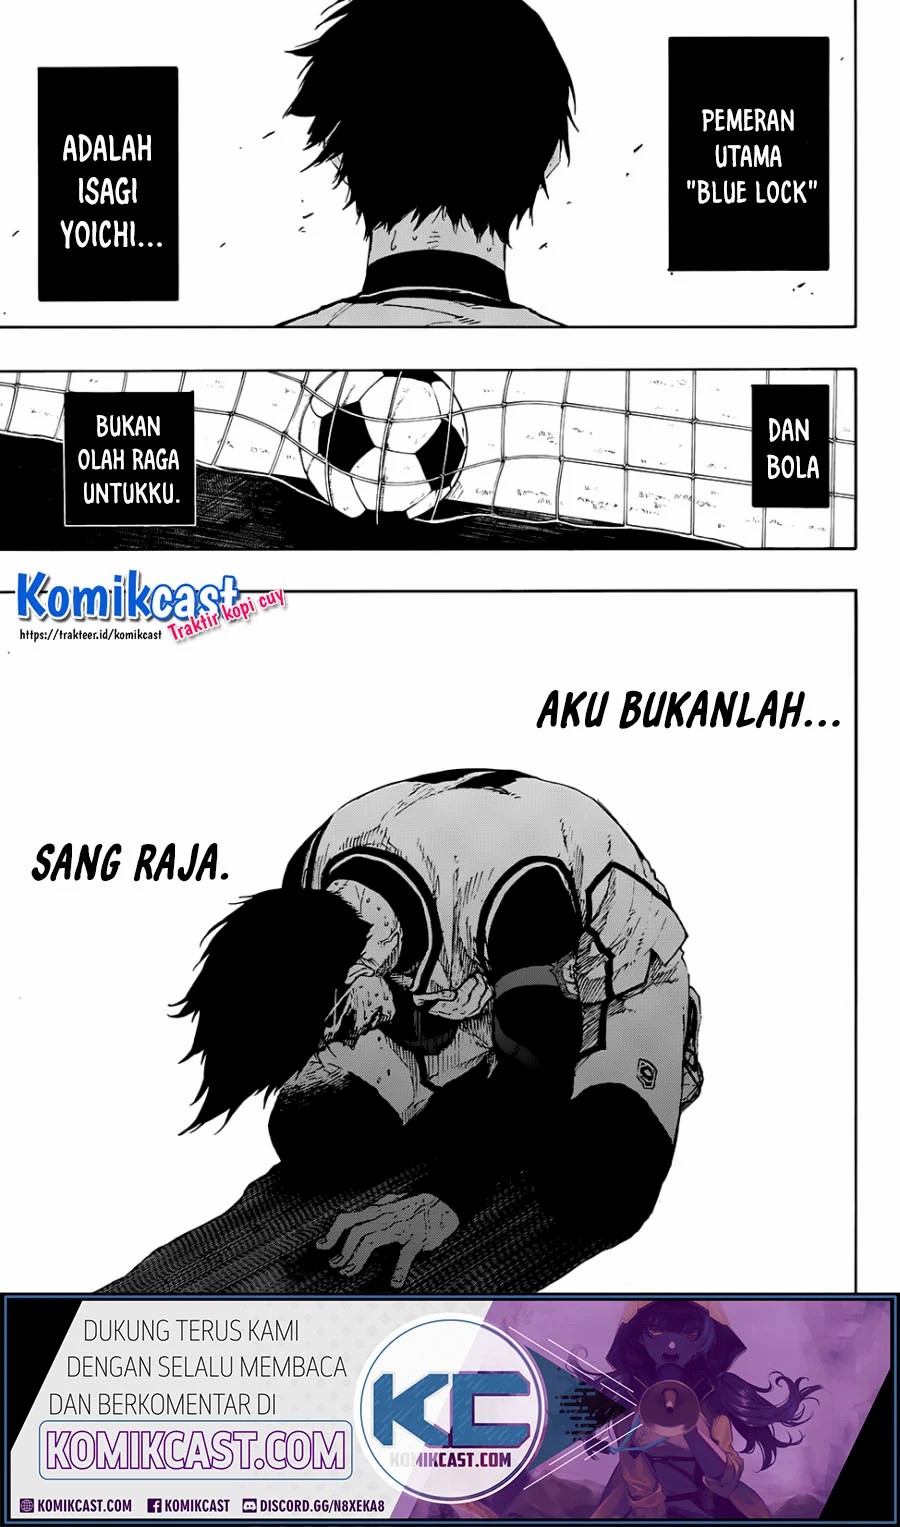 PEMERAN
UTAMA
"BLUE LOCK"
ADALAH
ISAGI
YOICHI...
DAN
BOLA
BUKAN
OLAH RAGA
UNTUKKU.
Komikcast
Traktir kopi cuy
https://trakteer.id/komikcast
AKU BUKANLAH...
SANG RAJA.
DUKUNG TERUS KAMI
DENGAN SELALU MEMBACA
DAN BERKOMENTAR DI
KOMIKCAST.COM
KC
KOMIKCAST.COM
KOMIKCAST.COM KOMIKCAST DISCORD.GG/N8XEKA8